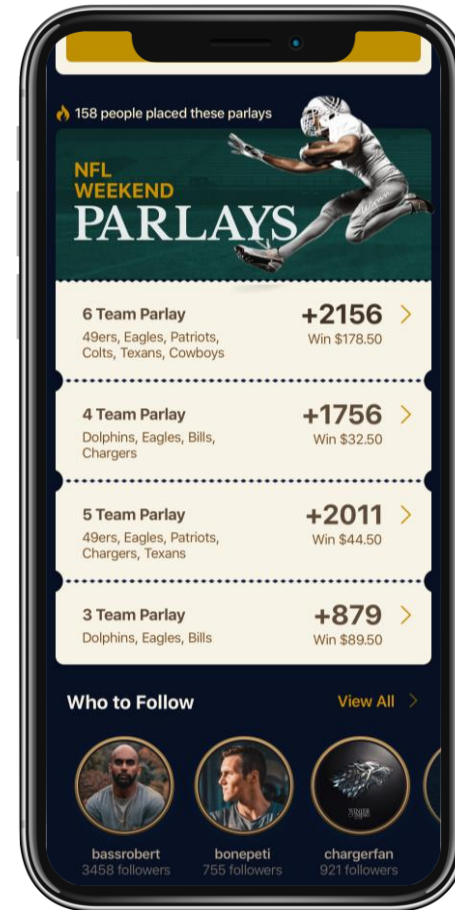 158 people placed these parlays
NFL
WEEKEND
PARLAYS
6 Team Parlay
+2156
49ers, Eagles, Patriots,
Colts, Texans, Cowboys
Win $178.50
4 Team Parlay
+1756
Dolphins, Eagles, Bills,
Chargers
Win $32.50
5 Team Parlay
+2011
49ers, Eagles, Patriots,
Chargers, Texans
Win $44.50
3 Team Parlay
+879
Dolphins, Eagles, Bills
Win $89.50
Who to Follow
View All
bassrobert
3458 followers
bonepeti
755 followers
chargerfan
921 followers